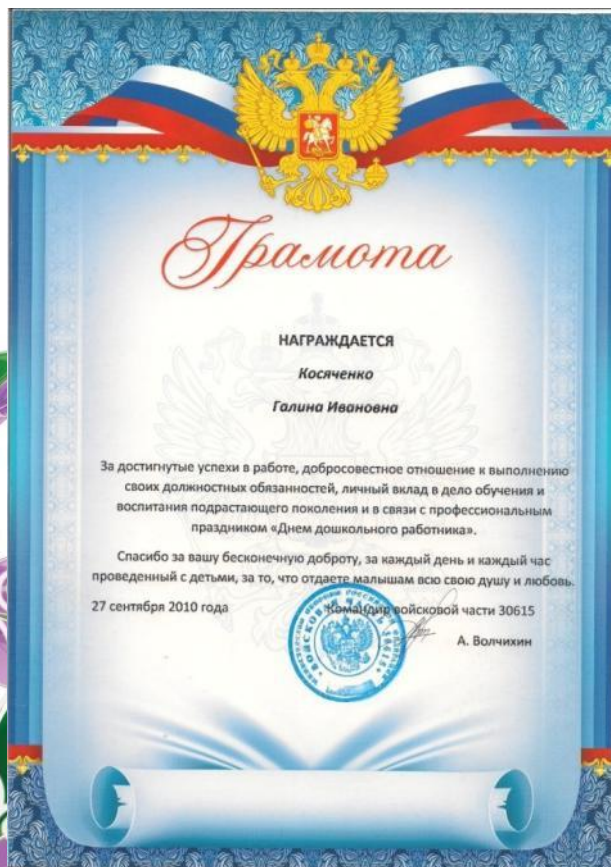 Грамота
НАГРАЖДАЕТСЯ
Косяченко
Галина Ивановна
За достигнутые успехи в работе, добросовестное отношение к выполнению
своих должностных обязанностей, личный вклад в дело обучения и
воспитания подрастающего поколения и в связи с профессиональным
праздником «Днем дошкольного работника».
Спасибо за вашу бесконечную доброту, за каждый день и каждый час
проведенный с детьми, за то, что отдаете малышам всю свою душу и любовь.
27 сентября 2010 года Командир войсковой части 30615
А. Волчихин
ВОЙСКОВАЯ ЧАСТЬ 30615